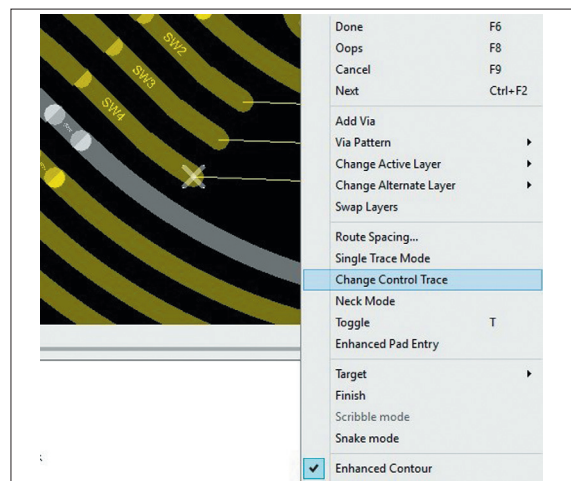 SW2
SW3
SW4
Done F6
Oops F8
Cancel F9
Next Ctrl+F2
Add Via
Via Pattern
Change Active Layer
Change Alternate Layer
Swap Layers
Route Spacing...
Single Trace Mode
Change Control Trace
Neck Mode
Toggle T
Enhanced Pad Entry
Target
Finish
Scribble mode
Snake mode
Enhanced Contour